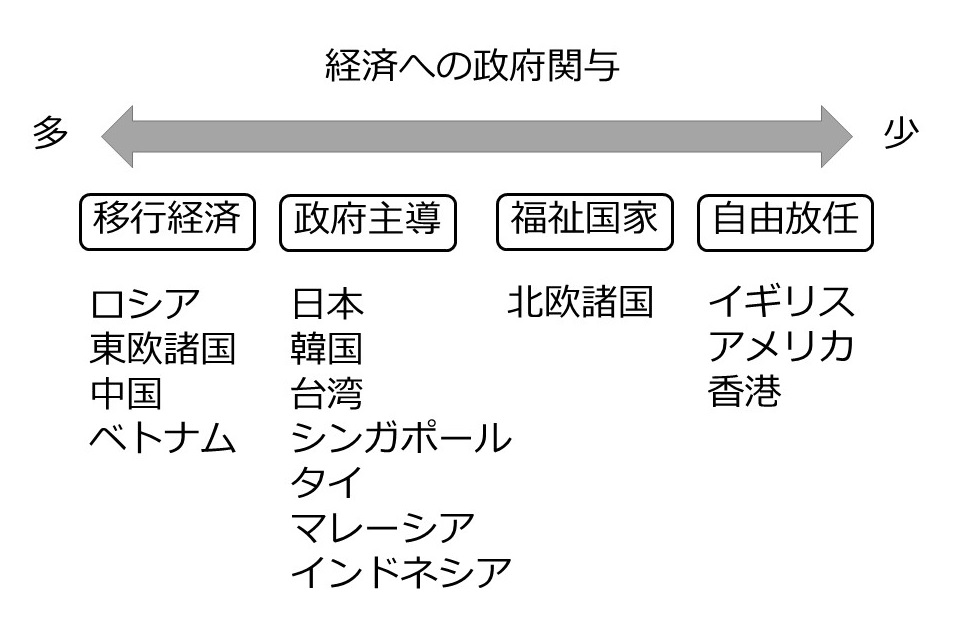 経済への政府関与
多
少
移行経済
政府主導
福祉国家
自由放任
ロシア
東欧諸国
中国
ベトナム
日本
韓国
台湾
シンガポール
タイ
マレーシア
インドネシア
北欧諸国
イギリス
アメリカ
香港